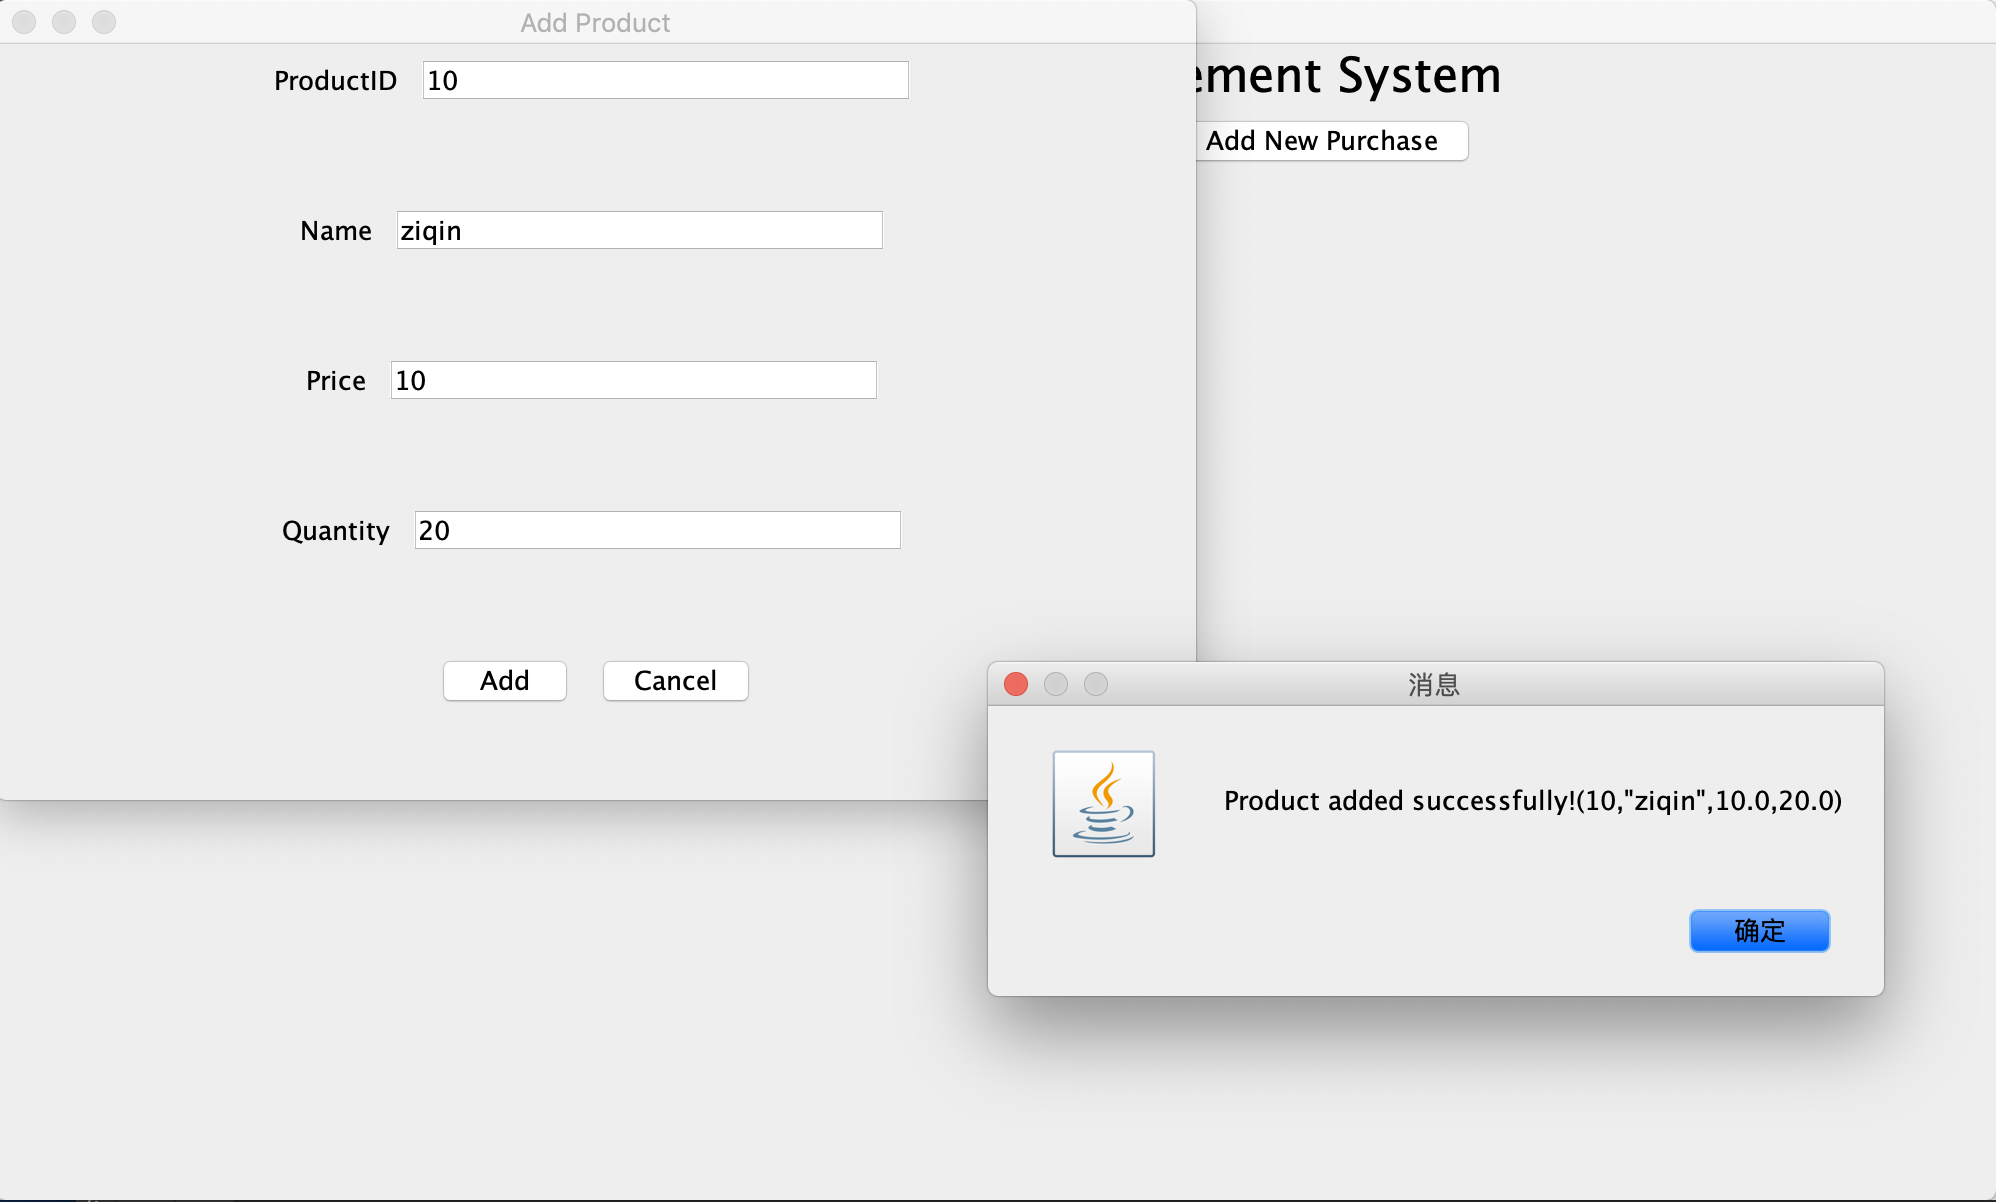 Add Product
ProductID 10
Name ziqin
Price 10
Quantity 20
Add Cancel
ement System
Add New Purchase
消息
Product added successfully!(10,"ziqin",10.0,20.0)
确定